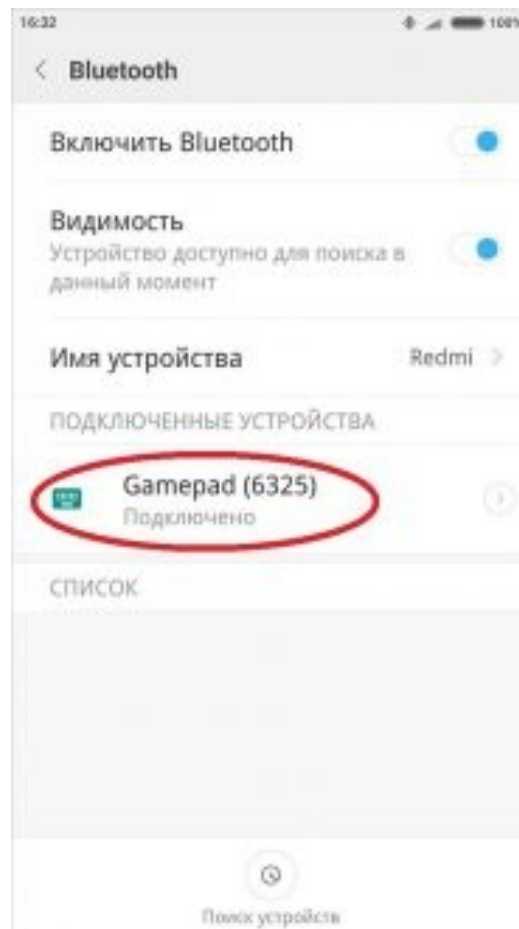 16:32
100%
Bluetooth
Включить Bluetooth
Видимость
Устройство доступно для поиска в
данный момент
Имя устройства
Redmi
ПОДКЛЮЧЕННЫЕ УСТРОЙСТВА
Gamepad (6325)
Подключено
СПИСОК
Поиск устройств